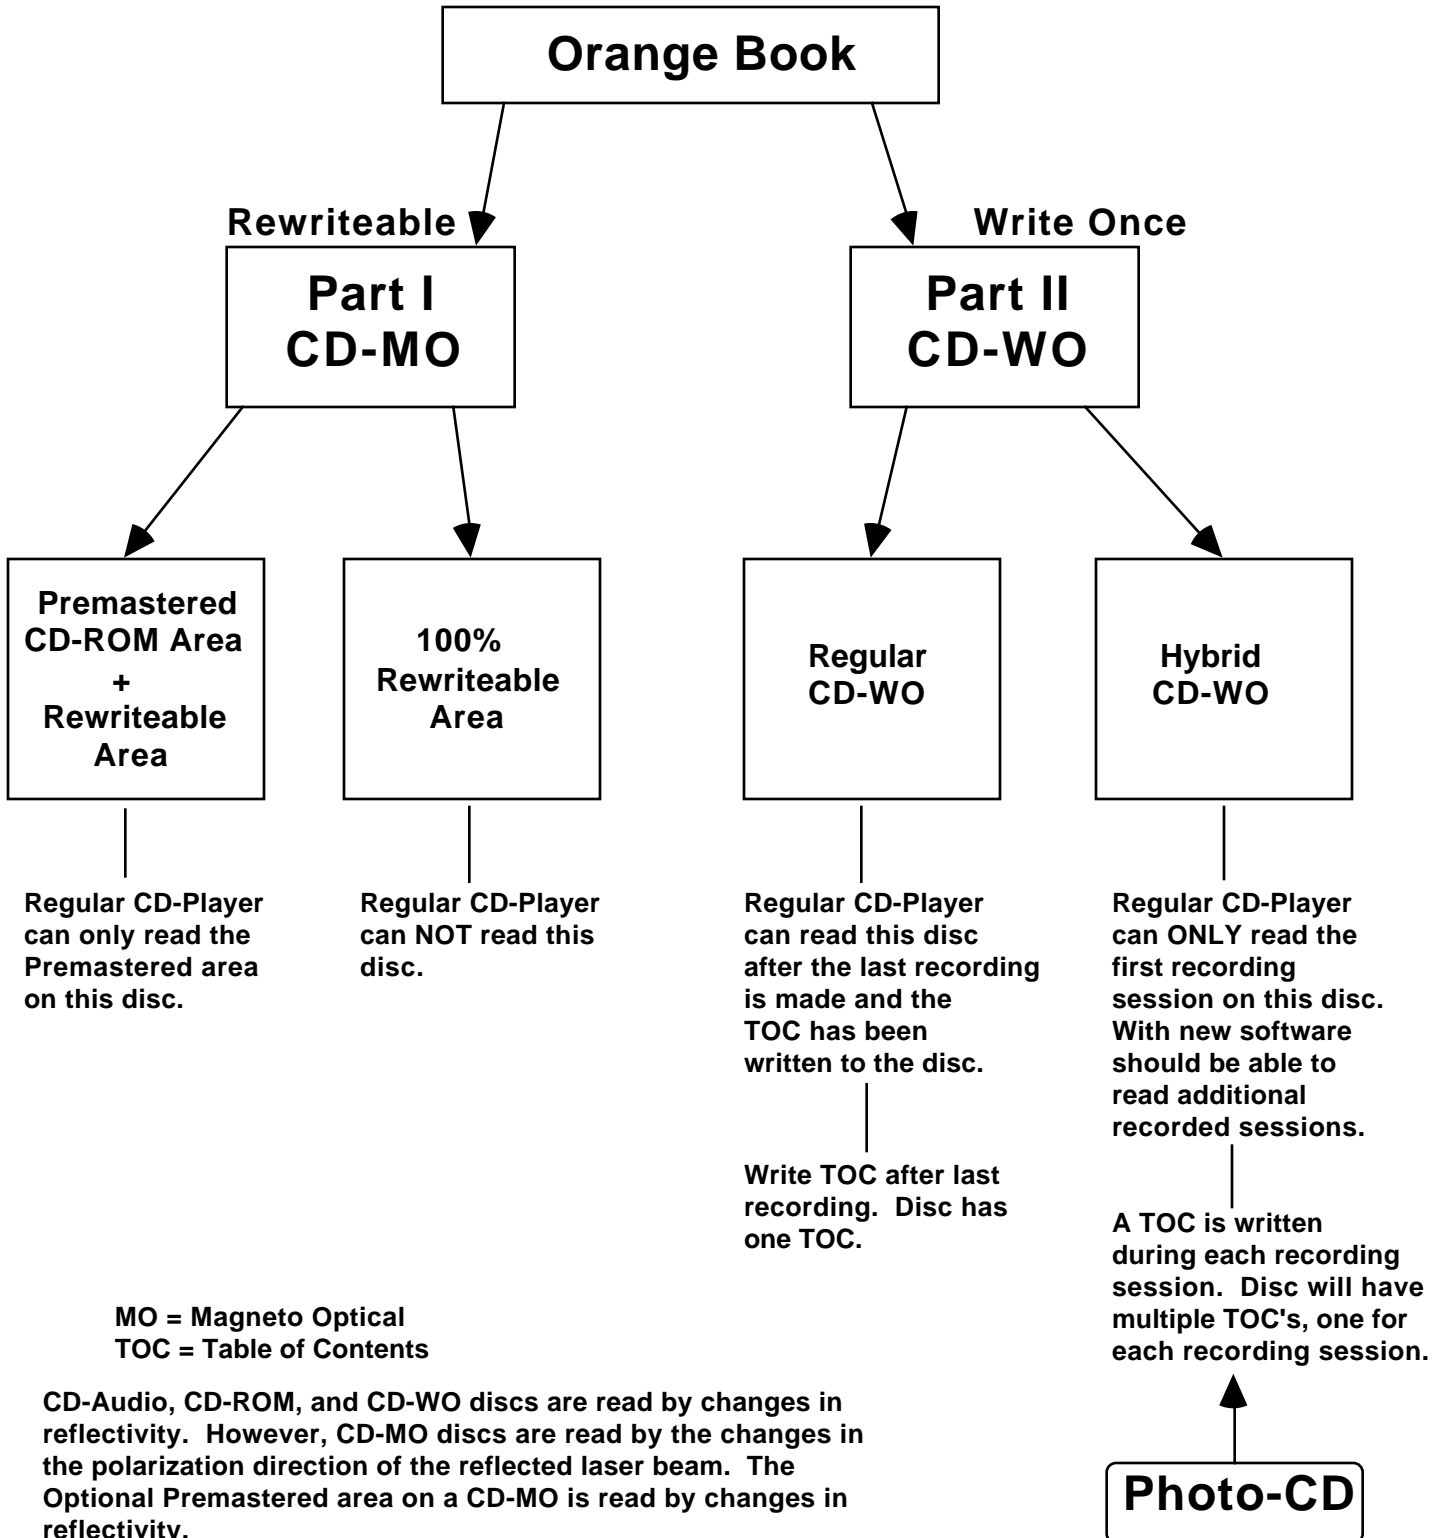 Orange Book
Rewriteable
Write Once
Part I
CD-MO
Part II
CD-WO
Premastered
CD-ROM Area
+
Rewriteable
Area
100%
Rewriteable
Area
Regular
CD-WO
Hybrid
CD-WO
Regular CD-Player
can only read the
Premastered area
on this disc.
Regular CD-Player
can NOT read this
disc.
Regular CD-Player
can read this disc
after the last recording
is made and the
TOC has been
written to the disc.
Write TOC after last
recording.  Disc has
one TOC.
Regular CD-Player
can ONLY read the
first recording
session on this disc.
With new software
should be able to
read additional
recorded sessions.
A TOC is written
during each recording
session.  Disc will have
multiple TOC's, one for
each recording session.
Photo-CD
MO = Magneto Optical
TOC = Table of Contents
CD-Audio, CD-ROM, and CD-WO discs are read by changes in
reflectivity.  However, CD-MO discs are read by the changes in
the polarization direction of the reflected laser beam.  The
Optional Premastered area on a CD-MO is read by changes in
reflectivity.